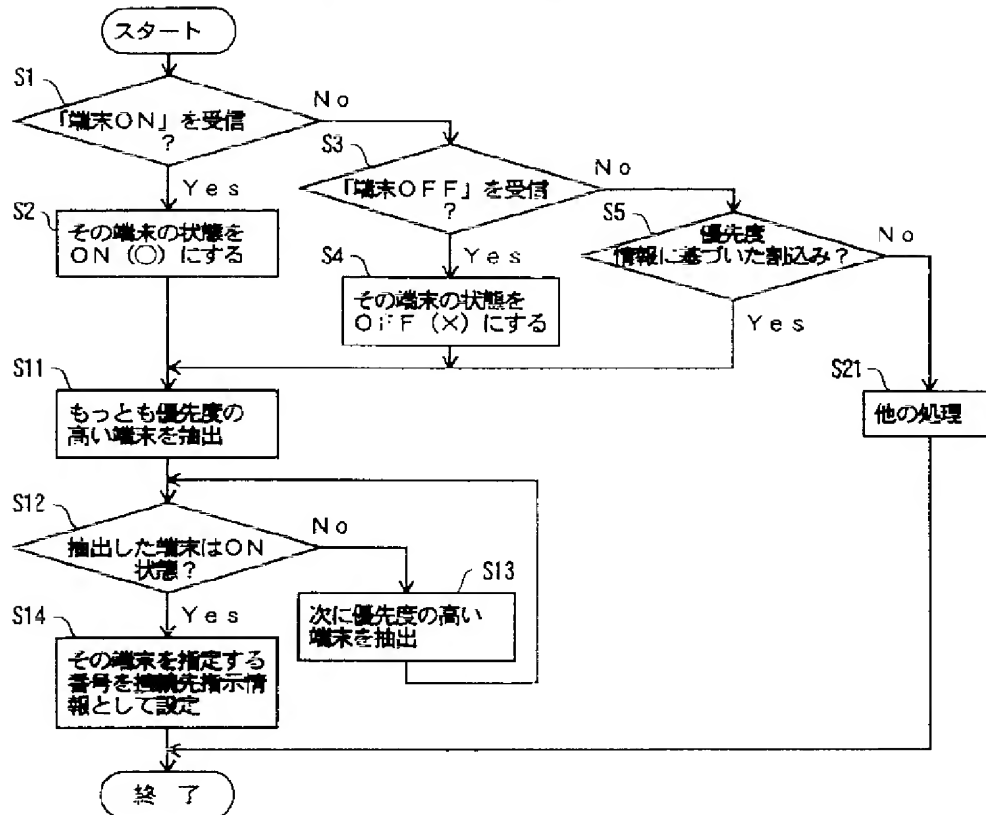 スタート
S1
「端末ON」を受信
?
No
Yes
S3
「端末OFF」を受信
?
No
Yes
S5
優先度
情報に基づいた割込み?
No
Yes
S2
その端末の状態を
ON (○) にする
S4
その端末の状態を
OFF (×) にする
S11
もっとも優先度の
高い端末を抽出
S21
他の処理
S12
抽出した端末はON
状態?
No
Yes
S13
次に優先度の高い
端末を抽出
S14
その端末を指定する
番号を接続先指示情
報として設定
終 了